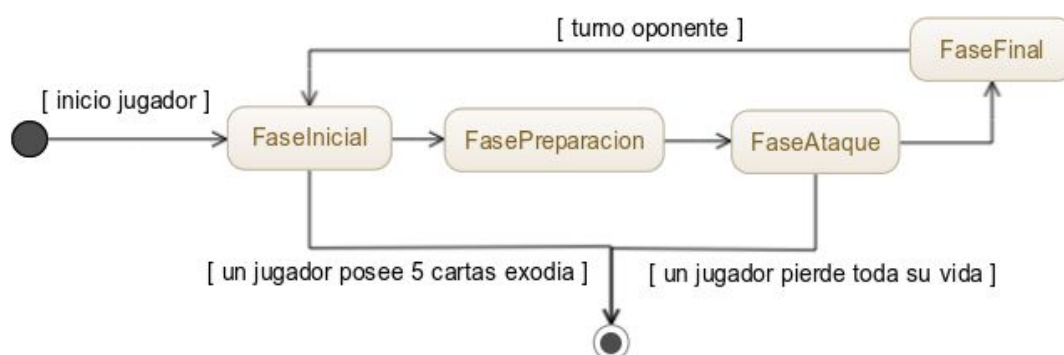 [ turno oponente ]
FaseFinal
[ inicio jugador ]
FaseInicial
FasePreparacion
FaseAtaque
[ un jugador posee 5 cartas exodia ]
[ un jugador pierde toda su vida ]